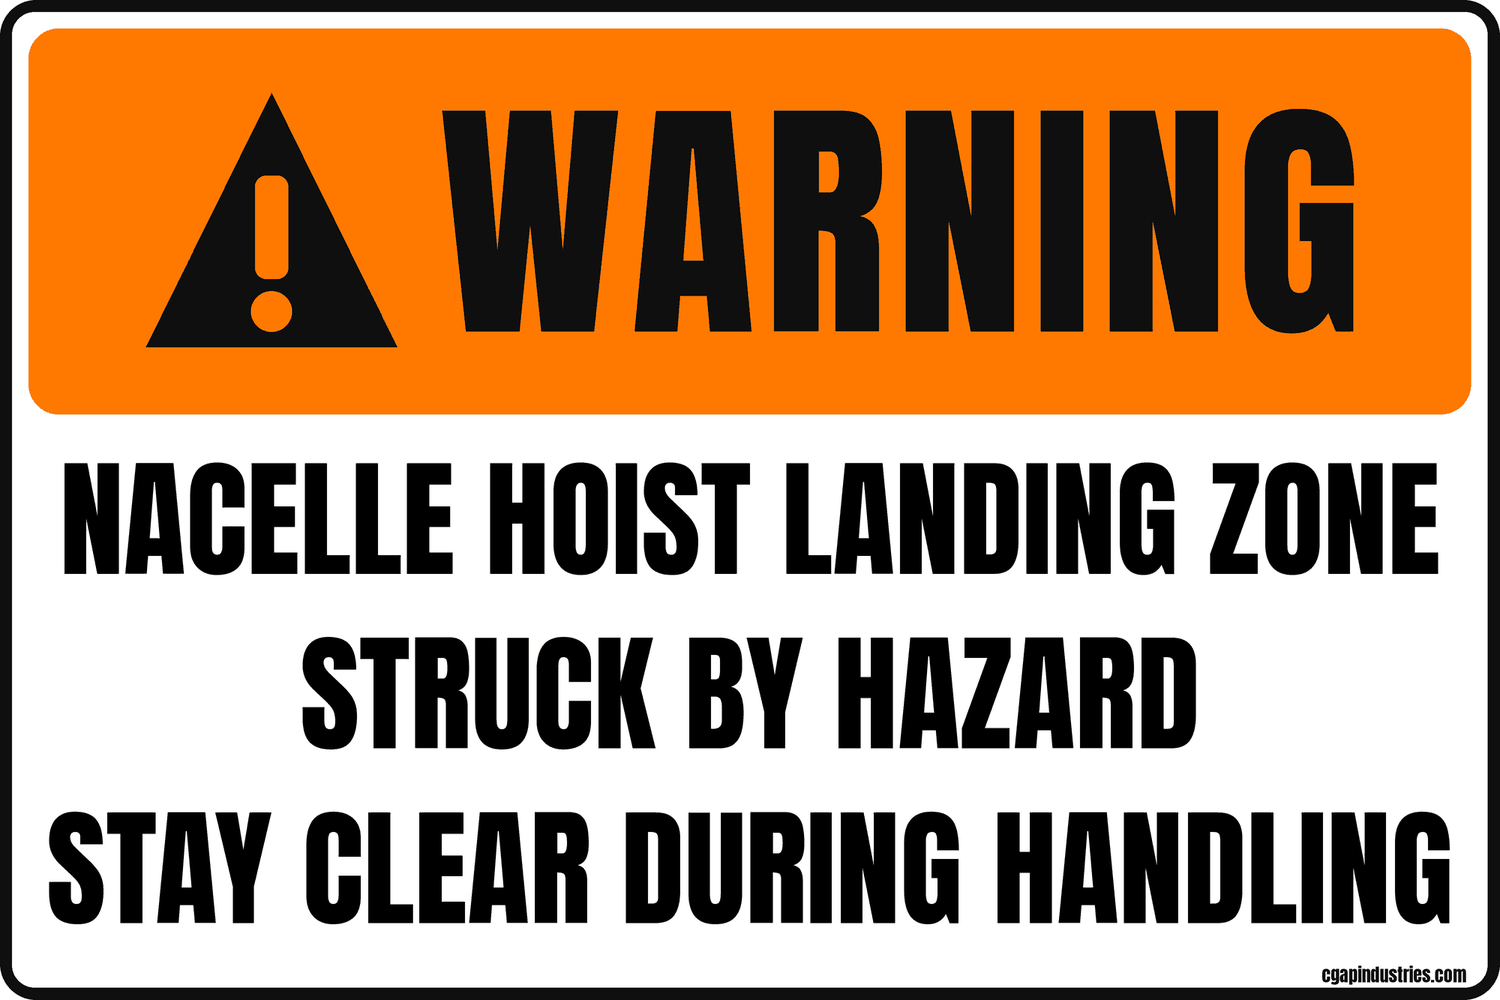 WARNING
NACELLE HOIST LANDING ZONE
STRUCK BY HAZARD
STAY CLEAR DURING HANDLING
cgapindustries.com